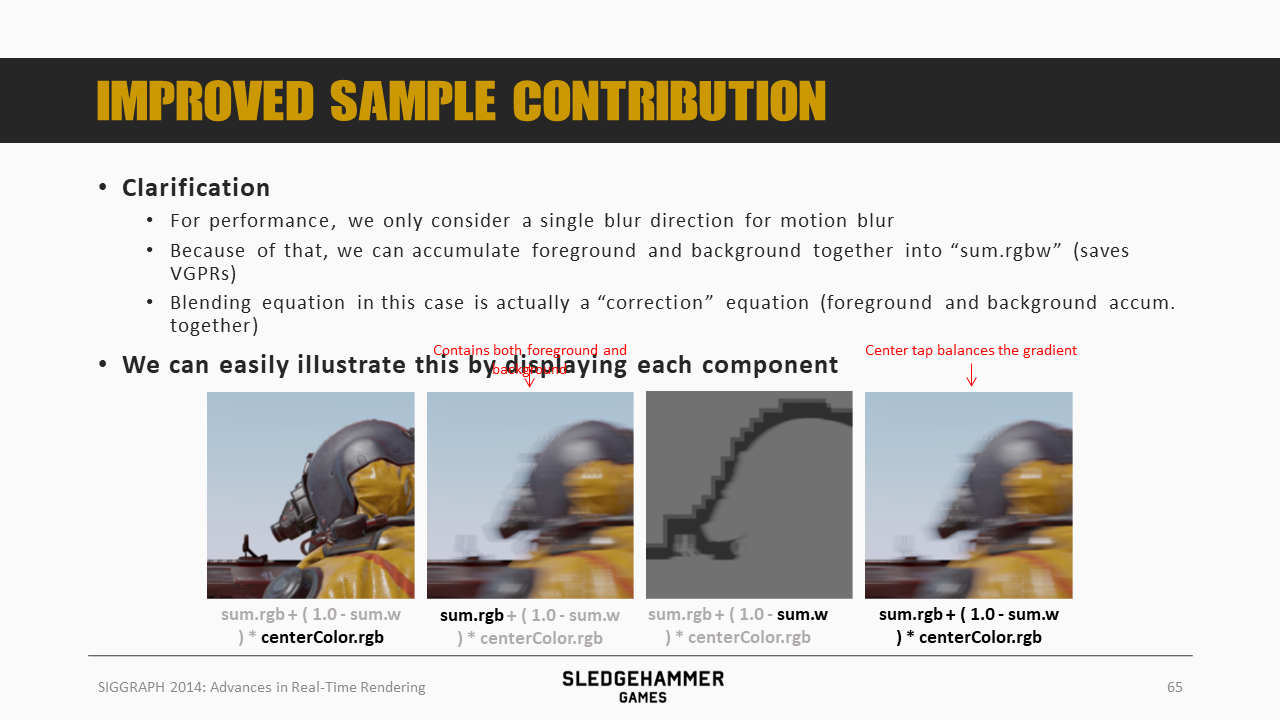 IMPROVED SAMPLE CONTRIBUTION
• Clarification
• For performance, we only consider a single blur direction for motion blur
• Because of that, we can accumulate foreground and background together into “sum.rgbw” (saves
VGPRs)
• Blending equation in this case is actually a “correction” equation (foreground and background accum.
together)
• We can easily illustrate this by displaying each component
Contains both foreground and
background
Center tap balances the gradient
sum.rgb + ( 1.0 - sum.w
) * centerColor.rgb
sum.rgb + ( 1.0 - sum.w
) * centerColor.rgb
sum.rgb + ( 1.0 - sum.w
) * centerColor.rgb
sum.rgb + ( 1.0 - sum.w
) * centerColor.rgb
SIGGRAPH 2014: Advances in Real-Time Rendering
SLEDGEHAMMER
GAMES
65